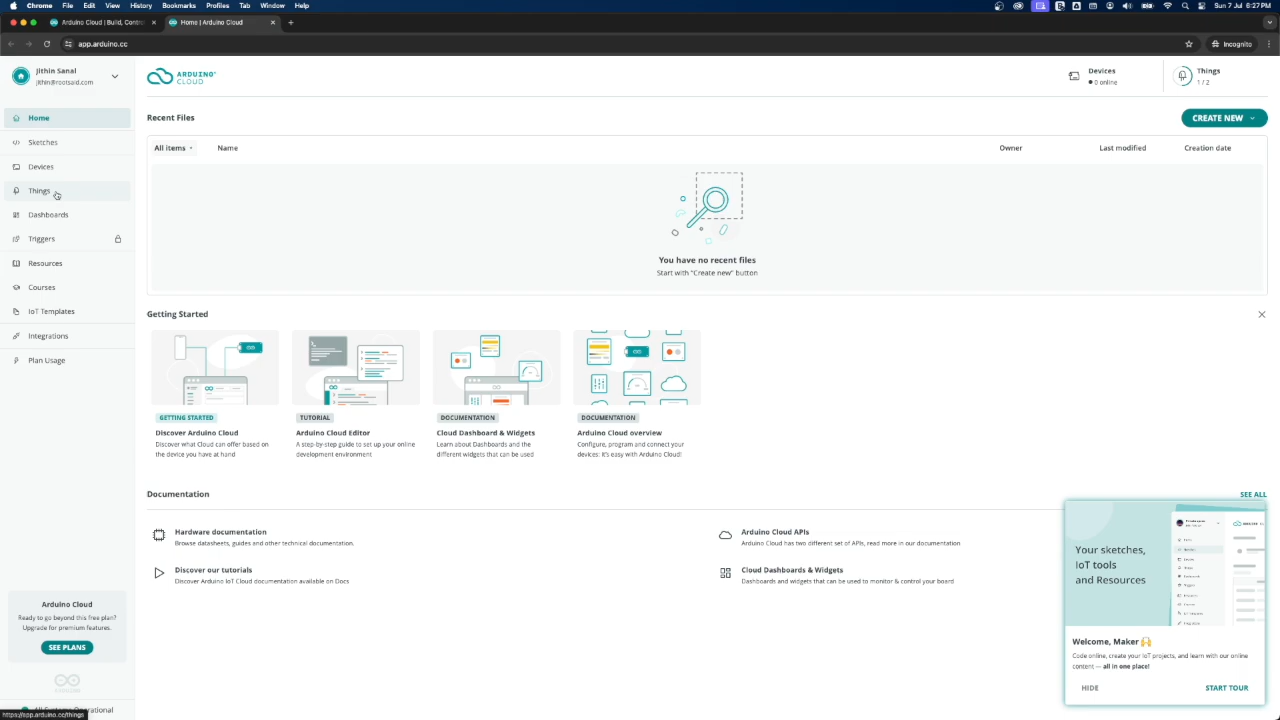 Chrome File Edit View History Bookmarks Profiles Tab Window Help
Sun 7 Jul 6:27 PM
Arduino Cloud | Build, Contr
Home | Arduino Cloud
app.arduino.cc
Incognito
Jithin Sanal
jithin@rootsaid.com
ARDUINO
CLOUD
Devices
0 online
Things
1 / 2
Home
Sketches
Devices
Things
Dashboards
Triggers
Resources
Courses
IoT Templates
Integrations
Plan Usage
Recent Files
CREATE NEW
All items Name Owner Last modified Creation date
You have no recent files
Start with "Create new" button
Getting Started
GETTING STARTED
Discover Arduino Cloud
Discover what Cloud can offer based on
the device you have at hand
TUTORIAL
Arduino Cloud Editor
A step-by-step guide to set up your online
development environment
DOCUMENTATION
Cloud Dashboard & Widgets
Learn about Dashboards and the
different widgets that can be used
DOCUMENTATION
Arduino Cloud overview
Configure, program and connect your
devices: it's easy with Arduino Cloud!
Documentation
SEE ALL
Hardware documentation
Browse datasheets, guides and other technical documentation.
Arduino Cloud APIs
Arduino Cloud has two different set of APIs, read more in our documentation
Discover our tutorials
Discover Arduino IoT Cloud documentation available on Docs
Cloud Dashboards & Widgets
Dashboards and widgets that can be used to monitor & control your board
Arduino Cloud
Ready to go beyond this free plan?
Upgrade for premium features.
SEE PLANS
ARDUINO
Operational
https://app.arduino.cc/things
Your sketches,
IoT tools
and Resources
Welcome, Maker 🙌
Code online, create your IoT projects, and learn with our online
content — all in one place!
HIDE
START TOUR